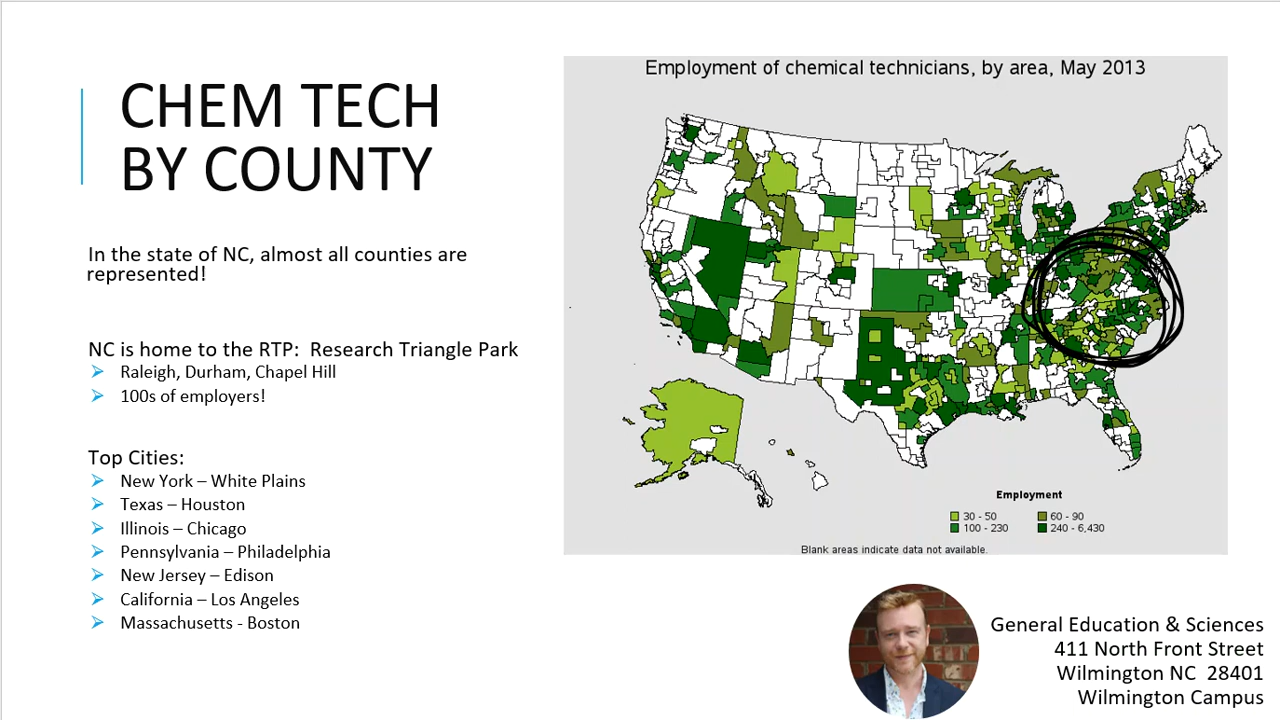 CHEM TECH
BY COUNTY
In the state of NC, almost all counties are
represented!
NC is home to the RTP:  Research Triangle Park
Raleigh, Durham, Chapel Hill
100s of employers!
Top Cities:
New York – White Plains
Texas – Houston
Illinois – Chicago
Pennsylvania – Philadelphia
New Jersey – Edison
California – Los Angeles
Massachusetts - Boston
Employment of chemical technicians, by area, May 2013
Employment
30 - 50
60 - 90
100 - 230
240 - 6,430
Blank areas indicate data not available.
General Education & Sciences
411 North Front Street
Wilmington NC  28401
Wilmington Campus